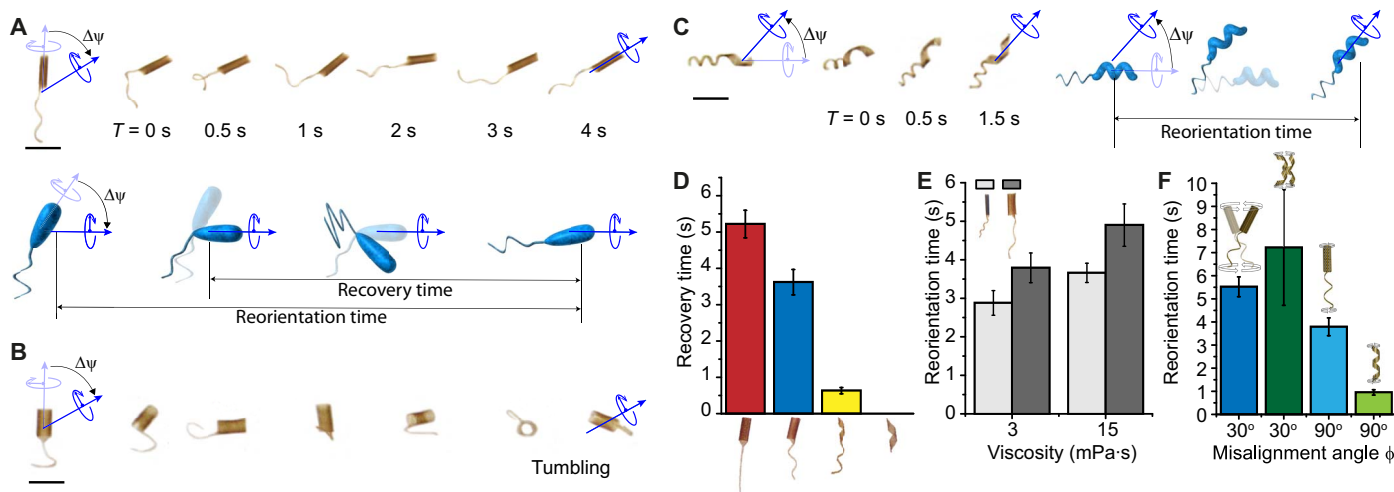 A
Δψ
T = 0 s 0.5 s 1 s 2 s 3 s 4 s
Δψ
Recovery time
Reorientation time
B
Δψ
Tumbling
C
Δψ
T = 0 s 0.5 s 1.5 s
Δψ
Reorientation time
D
Recovery time (s)
6
5
4
3
2
1
0
E
Reorientation time (s)
6
5
4
3
2
1
0
3 15
Viscosity (mPa·s)
F
Reorientation time (s)
10
9
8
7
6
5
4
3
2
1
0
30° 30° 90° 90°
Misalignment angle ϕ